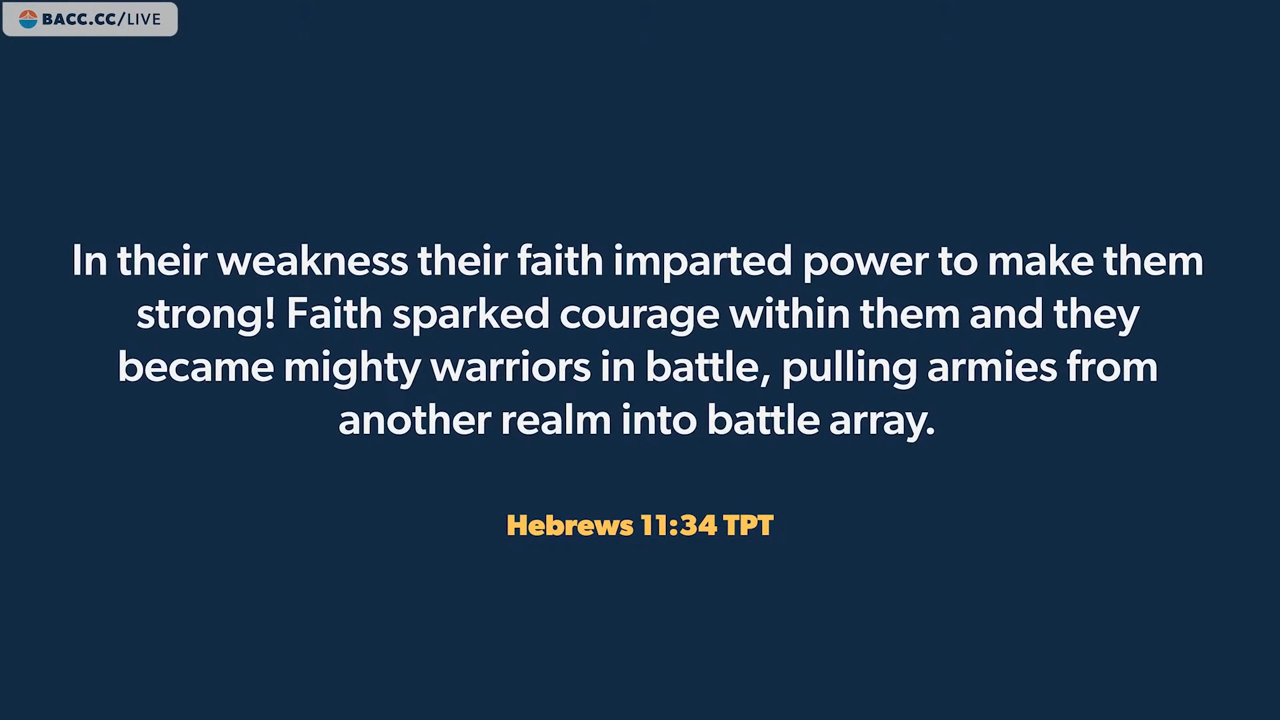 BACC.CC/LIVE
In their weakness their faith imparted power to make them
strong! Faith sparked courage within them and they
became mighty warriors in battle, pulling armies from
another realm into battle array.
Hebrews 11:34 TPT